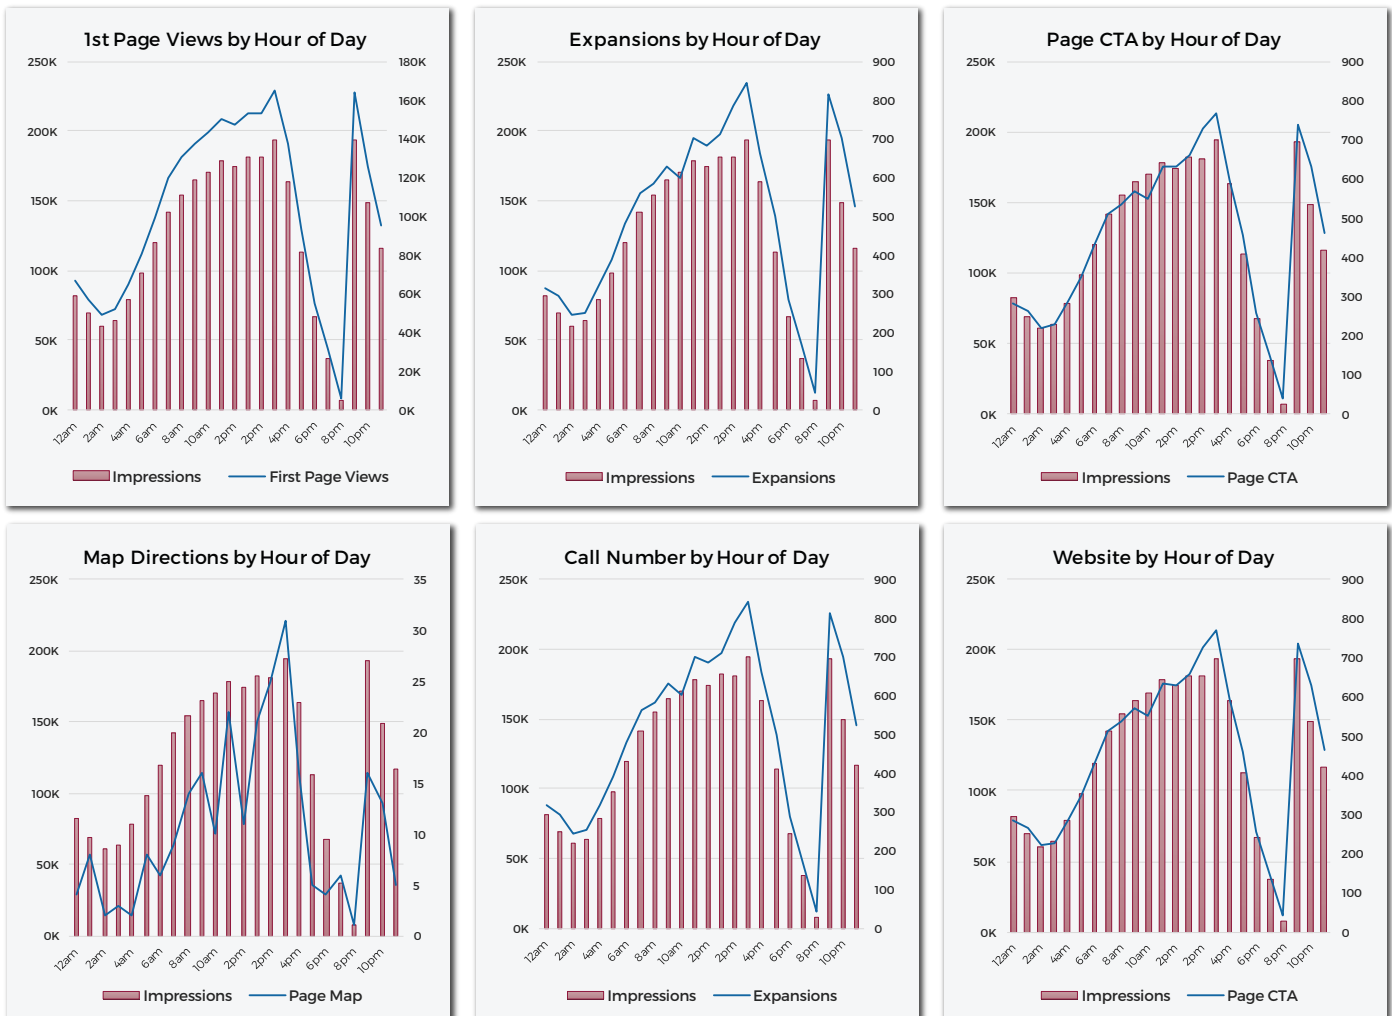 1st Page Views by Hour of Day
250K 180K
160K
200K 140K
120K
150K 100K
100K 80K
60K
50K 40K
20K
0K 0K
12am 2am 4am 6am 8am 10am 2pm 2pm 4pm 6pm 8pm 10pm
Impressions First Page Views
Expansions by Hour of Day
250K 900
800
200K 700
600
150K 500
100K 400
300
50K 200
100
0K 0
12am 2am 4am 6am 8am 10am 2pm 2pm 4pm 6pm 8pm 10pm
Impressions Expansions
Page CTA by Hour of Day
250K 900
800
200K 700
600
150K 500
100K 400
300
50K 200
100
0K 0
12am 2am 4am 6am 8am 10am 2pm 2pm 4pm 6pm 8pm 10pm
Impressions Page CTA
Map Directions by Hour of Day
250K 35
30
200K 25
150K 20
15
100K 10
50K 5
0K 0
12am 2am 4am 6am 8am 10am 2pm 2pm 4pm 6pm 8pm 10pm
Impressions Page Map
Call Number by Hour of Day
250K 900
800
200K 700
600
150K 500
100K 400
300
50K 200
100
0K 0
12am 2am 4am 6am 8am 10am 2pm 2pm 4pm 6pm 8pm 10pm
Impressions Expansions
Website by Hour of Day
250K 900
800
200K 700
600
150K 500
100K 400
300
50K 200
100
0K 0
12am 2am 4am 6am 8am 10am 2pm 2pm 4pm 6pm 8pm 10pm
Impressions Page CTA